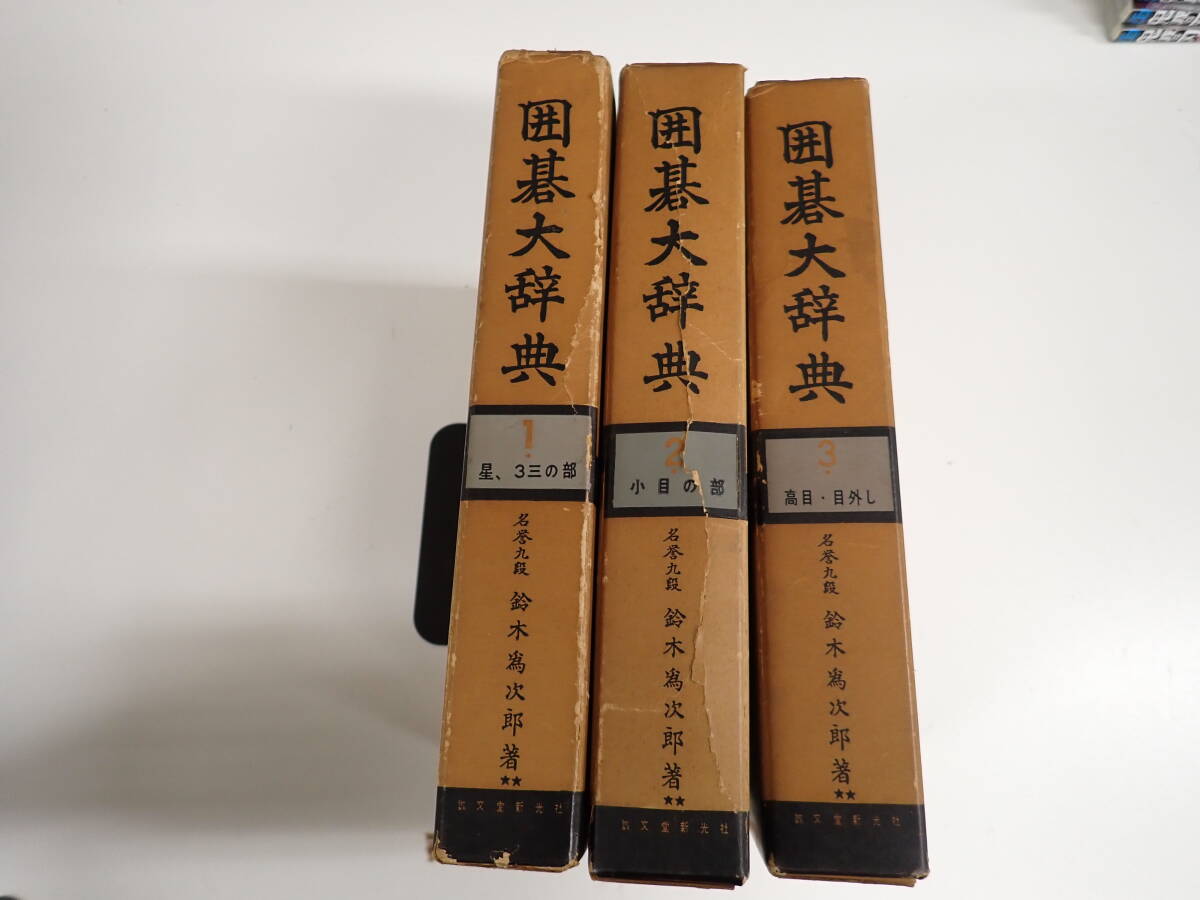 囲碁大辞典
1
星、3三の部
名誉九段
鈴木爲次郎著
★★
誠文堂新光社
囲碁大辞典
2
小目の部
名誉九段
鈴木爲次郎著
★★
誠文堂新光社
囲碁大辞典
3
高目・目外し
名誉九段
鈴木爲次郎著
★★
誠文堂新光社